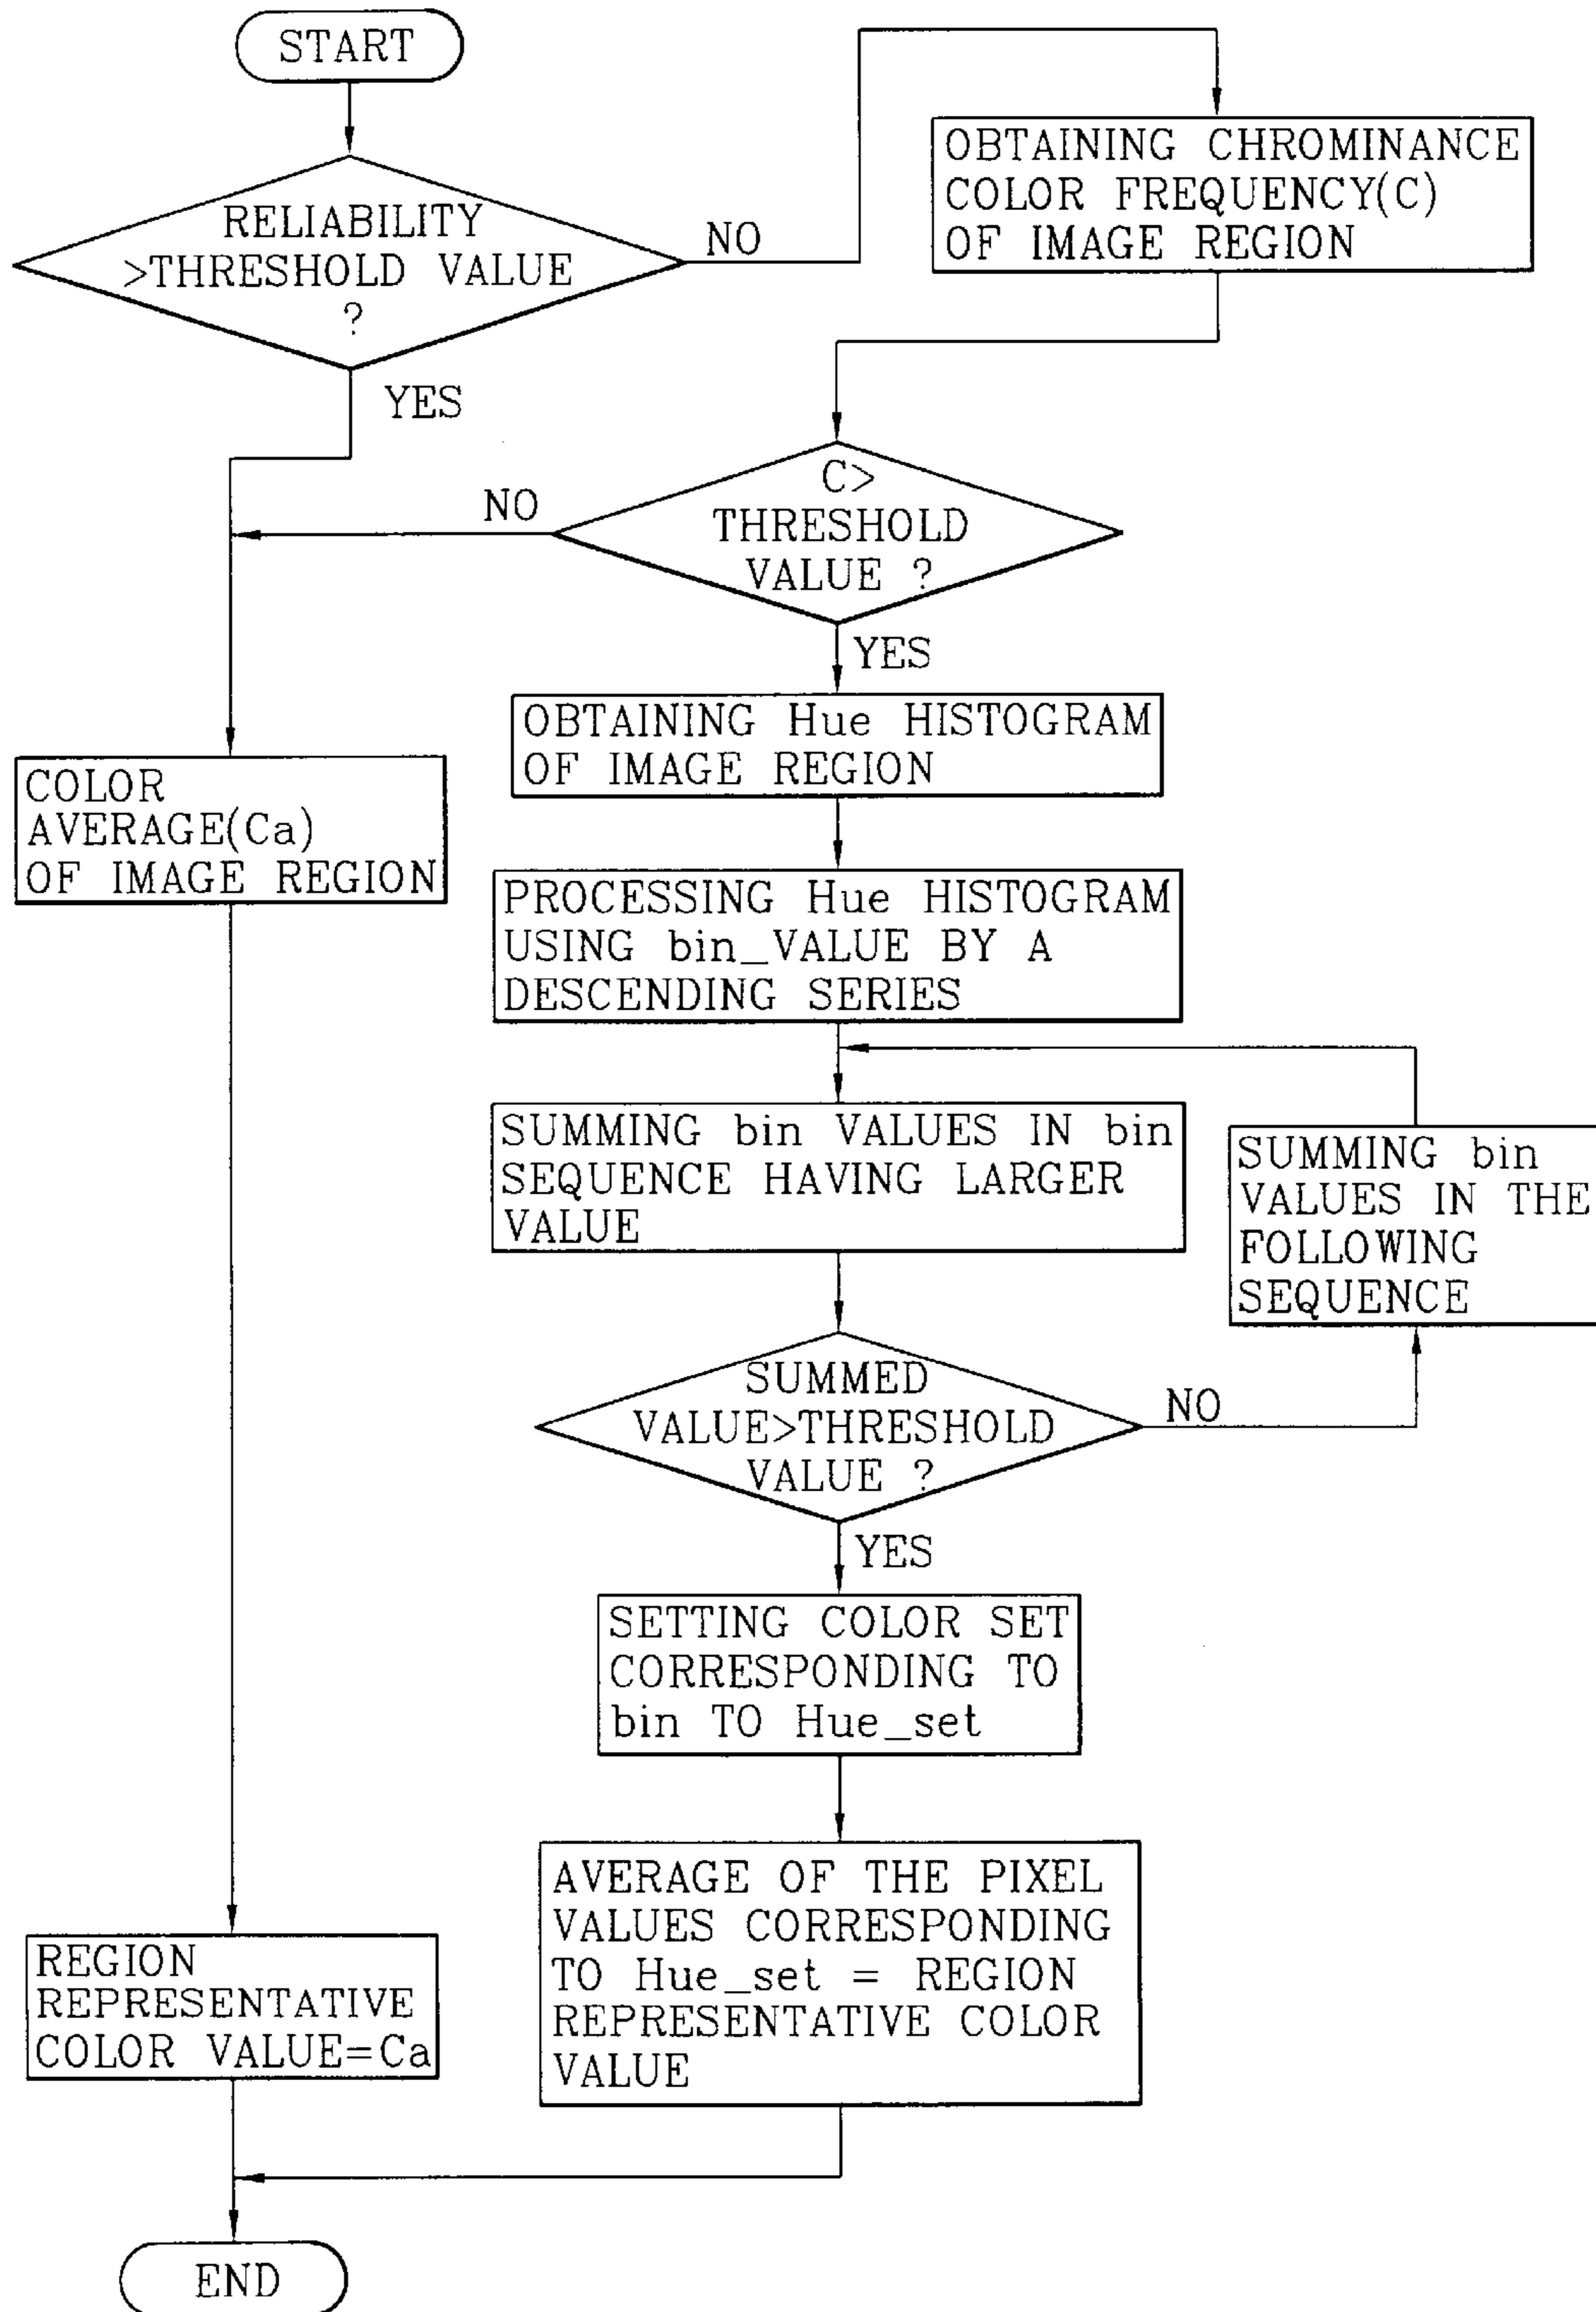 START
OBTAINING CHROMINANCE
COLOR FREQUENCY(C)
OF IMAGE REGION
RELIABILITY
>THRESHOLD VALUE
?
NO
YES
C>
THRESHOLD
VALUE ?
NO
YES
OBTAINING Hue HISTOGRAM
OF IMAGE REGION
COLOR
AVERAGE(Ca)
OF IMAGE REGION
PROCESSING Hue HISTOGRAM
USING bin_VALUE BY A
DESCENDING SERIES
SUMMING bin VALUES IN bin
SEQUENCE HAVING LARGER
VALUE
SUMMING bin
VALUES IN THE
FOLLOWING
SEQUENCE
SUMMED
VALUE>THRESHOLD
VALUE ?
NO
YES
SETTING COLOR SET
CORRESPONDING TO
bin TO Hue_set
AVERAGE OF THE PIXEL
VALUES CORRESPONDING
TO Hue_set = REGION
REPRESENTATIVE COLOR
VALUE
REGION
REPRESENTATIVE
COLOR VALUE=Ca
END